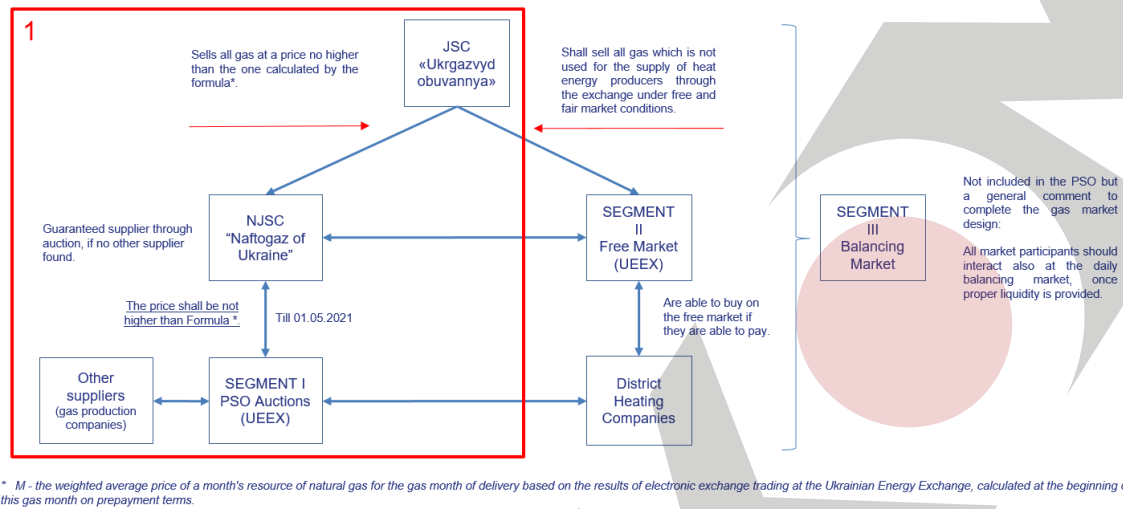 1
JSC
«Ukrgazvyd
obuvannya»
Sells all gas at a price no higher
than the one calculated by the
formula*.
Shall sell all gas which is not
used for the supply of heat
energy producers through
the exchange under free and
fair market conditions.
Guaranteed supplier through
auction, if no other supplier
found.
NJSC
“Naftogaz of
Ukraine”
SEGMENT
II
Free Market
(UEEX)
SEGMENT
III
Balancing
Market
Not included in the PSO but
a general comment to
complete the gas market
design:
All market participants should
interact also at the daily
balancing market, once
proper liquidity is provided.
The price shall be not
higher than Formula *.
Till 01.05.2021
Are able to buy on
the free market if
they are able to pay.
Other
suppliers
(gas production
companies)
SEGMENT I
PSO Auctions
(UEEX)
District
Heating
Companies
* M - the weighted average price of a month's resource of natural gas for the gas month of delivery based on the results of electronic exchange trading at the Ukrainian Energy Exchange, calculated at the beginning
this gas month on prepayment terms.